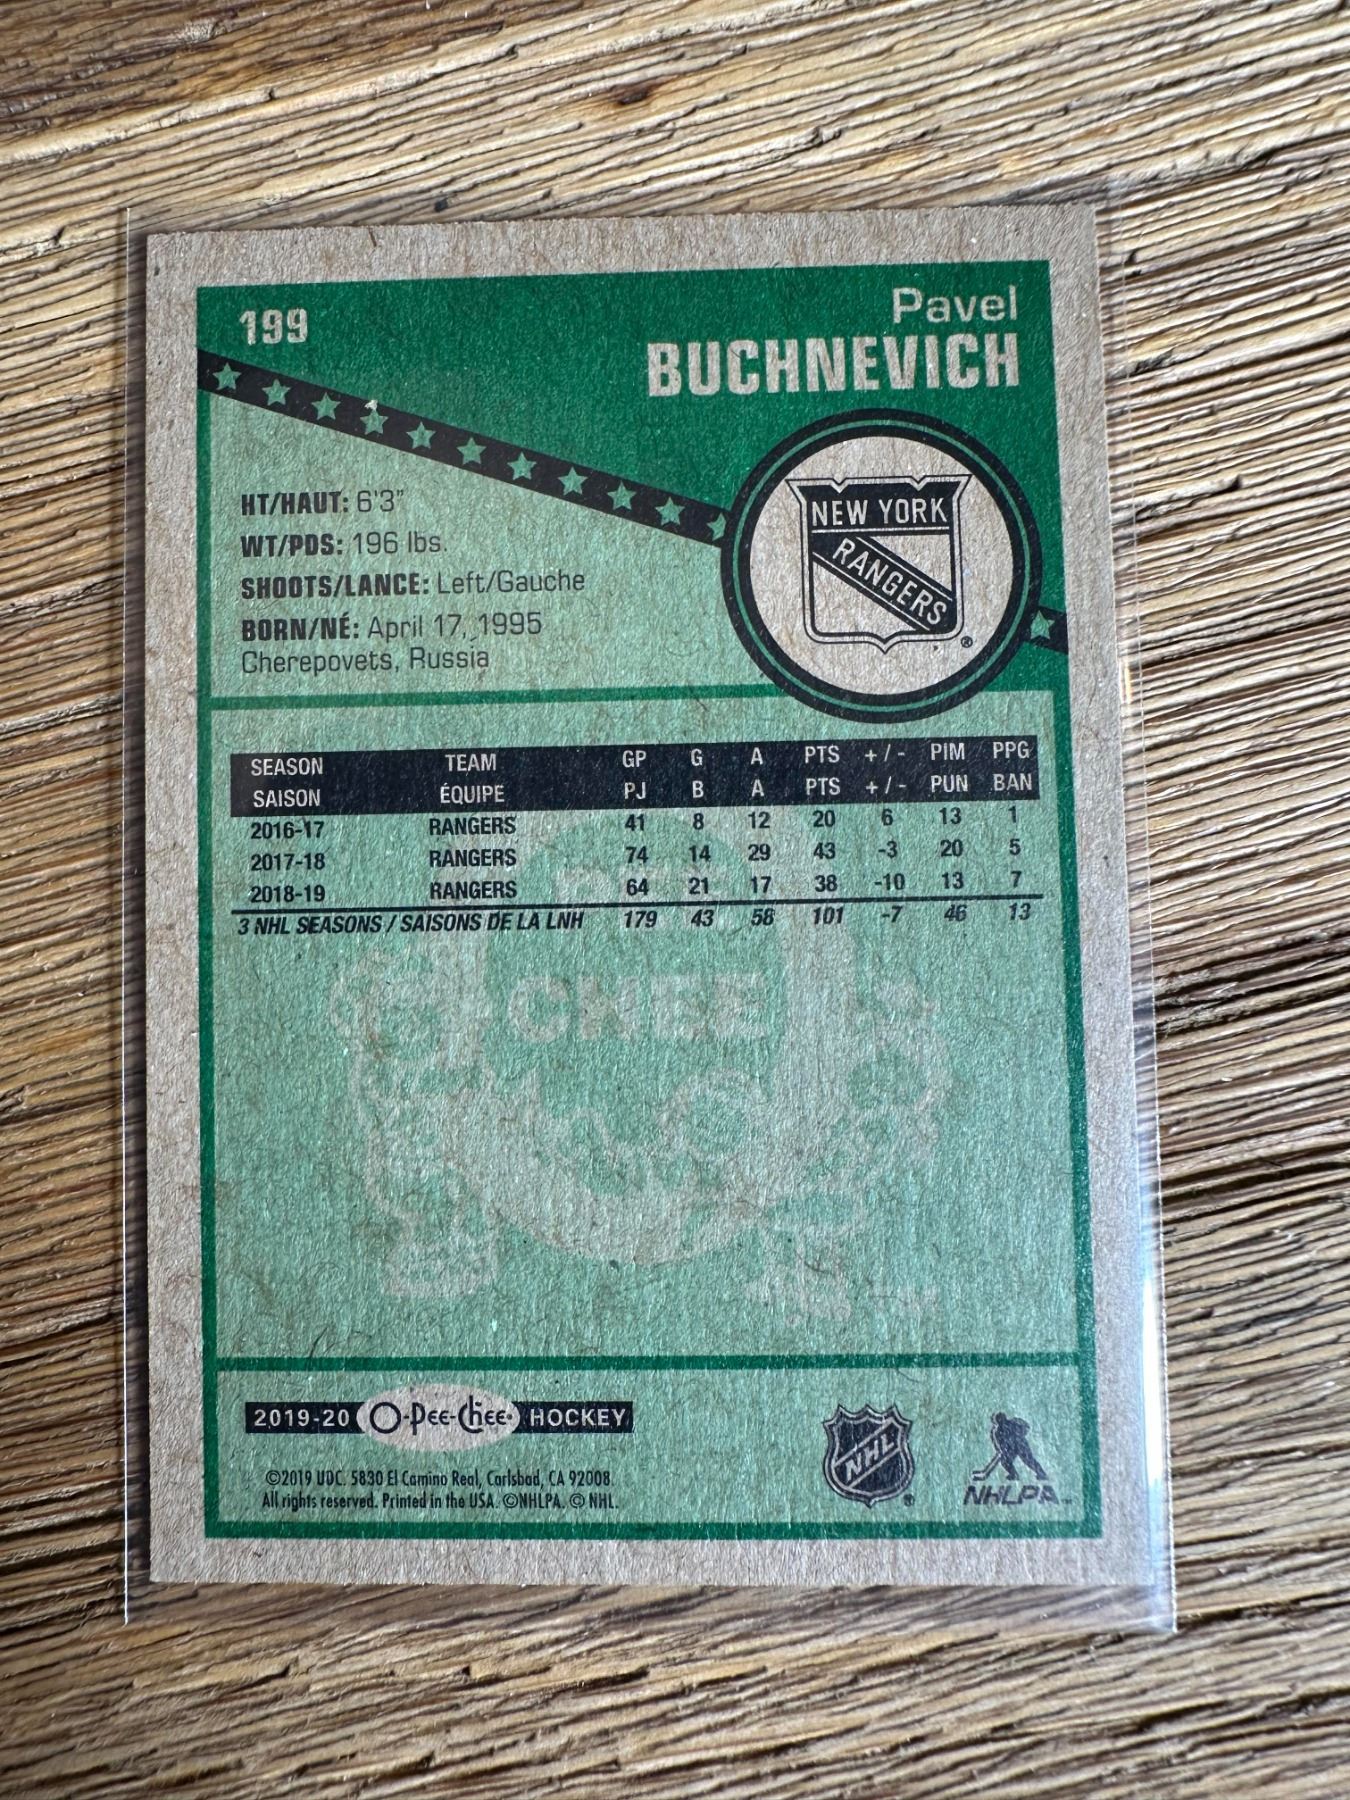 199
Pavel
BUCHNEVICH
NEW YORK
RANGERS
®
HT/HAUT: 6'3"
WT/PDS: 196 lbs.
SHOOTS/LANCE: Left/Gauche
BORN/NÉ: April 17, 1995
Cherepovets, Russia
SEASON TEAM GP G A PTS +/- PIM PPG
SAISON ÉQUIPE PJ B A PTS +/- PUN BAN
2016-17 RANGERS 41 8 12 20 6 13 1
2017-18 RANGERS 74 14 29 43 -3 20 5
2018-19 RANGERS 64 21 17 38 -10 13 7
3 NHL SEASONS / SAISONS DE LA LNH 179 43 58 101 -7 46 13
PEE
CHEE
2019-20 O-Pee-Chee HOCKEY
©2019 UDC. 5830 El Camino Real, Carlsbad, CA 92008.
All rights reserved. Printed in the USA. ©NHLPA. © NHL.
NHL ®
NHLPA™